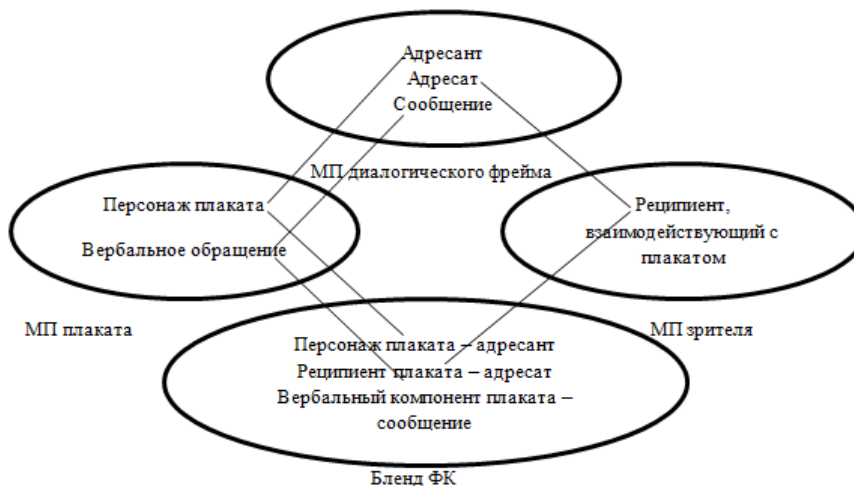 Адресант
Адресат
Сообщение
МП диалогического фрейма
Персонаж плаката
Вербальное обращение
Реципиент,
взаимодействующий с
плакатом
МП плаката
МП зрителя
Персонаж плаката – адресант
Реципиент плаката – адресат
Вербальный компонент плаката –
сообщение
Бленд ФК